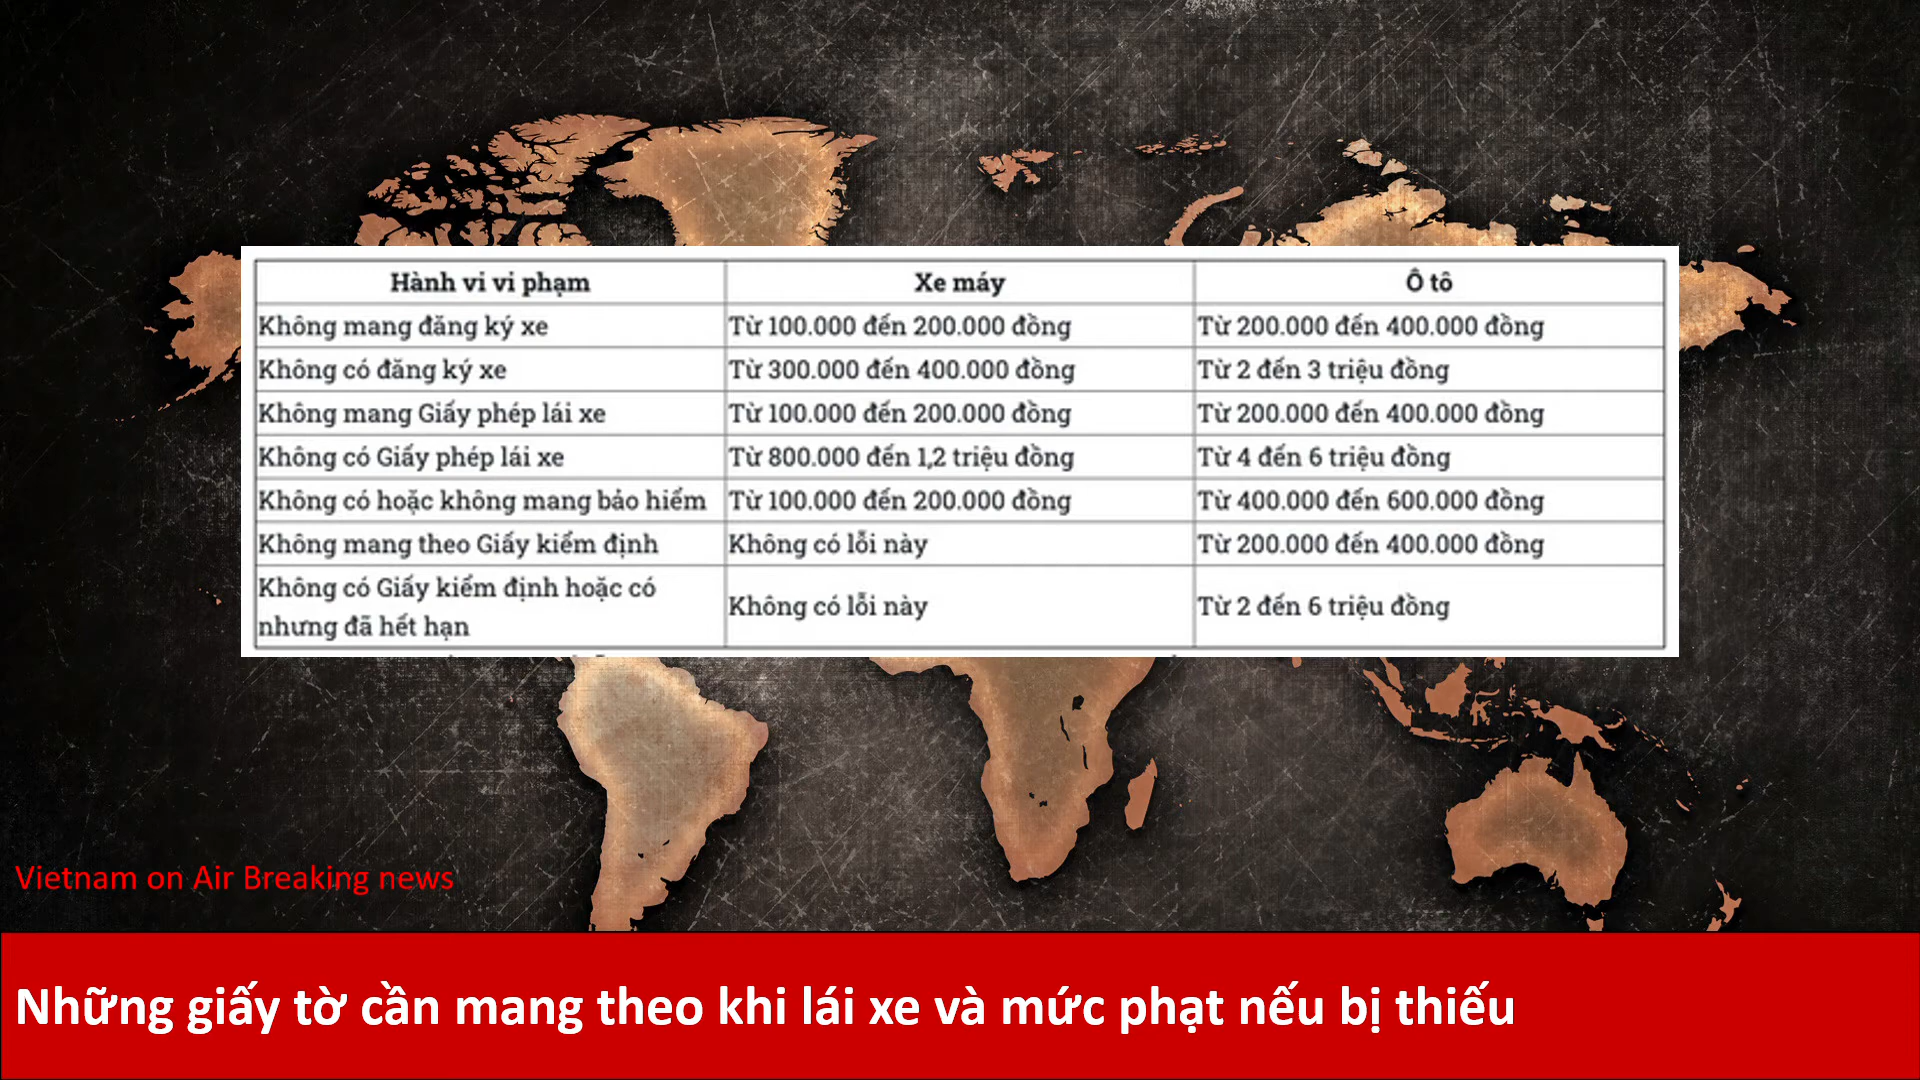 Hành vi vi phạm Xe máy Ô tô
Không mang đăng ký xe Từ 100.000 đến 200.000 đồng Từ 200.000 đến 400.000 đồng
Không có đăng ký xe Từ 300.000 đến 400.000 đồng Từ 2 đến 3 triệu đồng
Không mang Giấy phép lái xe Từ 100.000 đến 200.000 đồng Từ 200.000 đến 400.000 đồng
Không có Giấy phép lái xe Từ 800.000 đến 1,2 triệu đồng Từ 4 đến 6 triệu đồng
Không có hoặc không mang bảo hiểm Từ 100.000 đến 200.000 đồng Từ 400.000 đến 600.000 đồng
Không mang theo Giấy kiểm định Không có lỗi này Từ 200.000 đến 400.000 đồng
Không có Giấy kiểm định hoặc có
nhưng đã hết hạn Không có lỗi này Từ 2 đến 6 triệu đồng
Vietnam on Air Breaking news
Những giấy tờ cần mang theo khi lái xe và mức phạt nếu bị thiếu